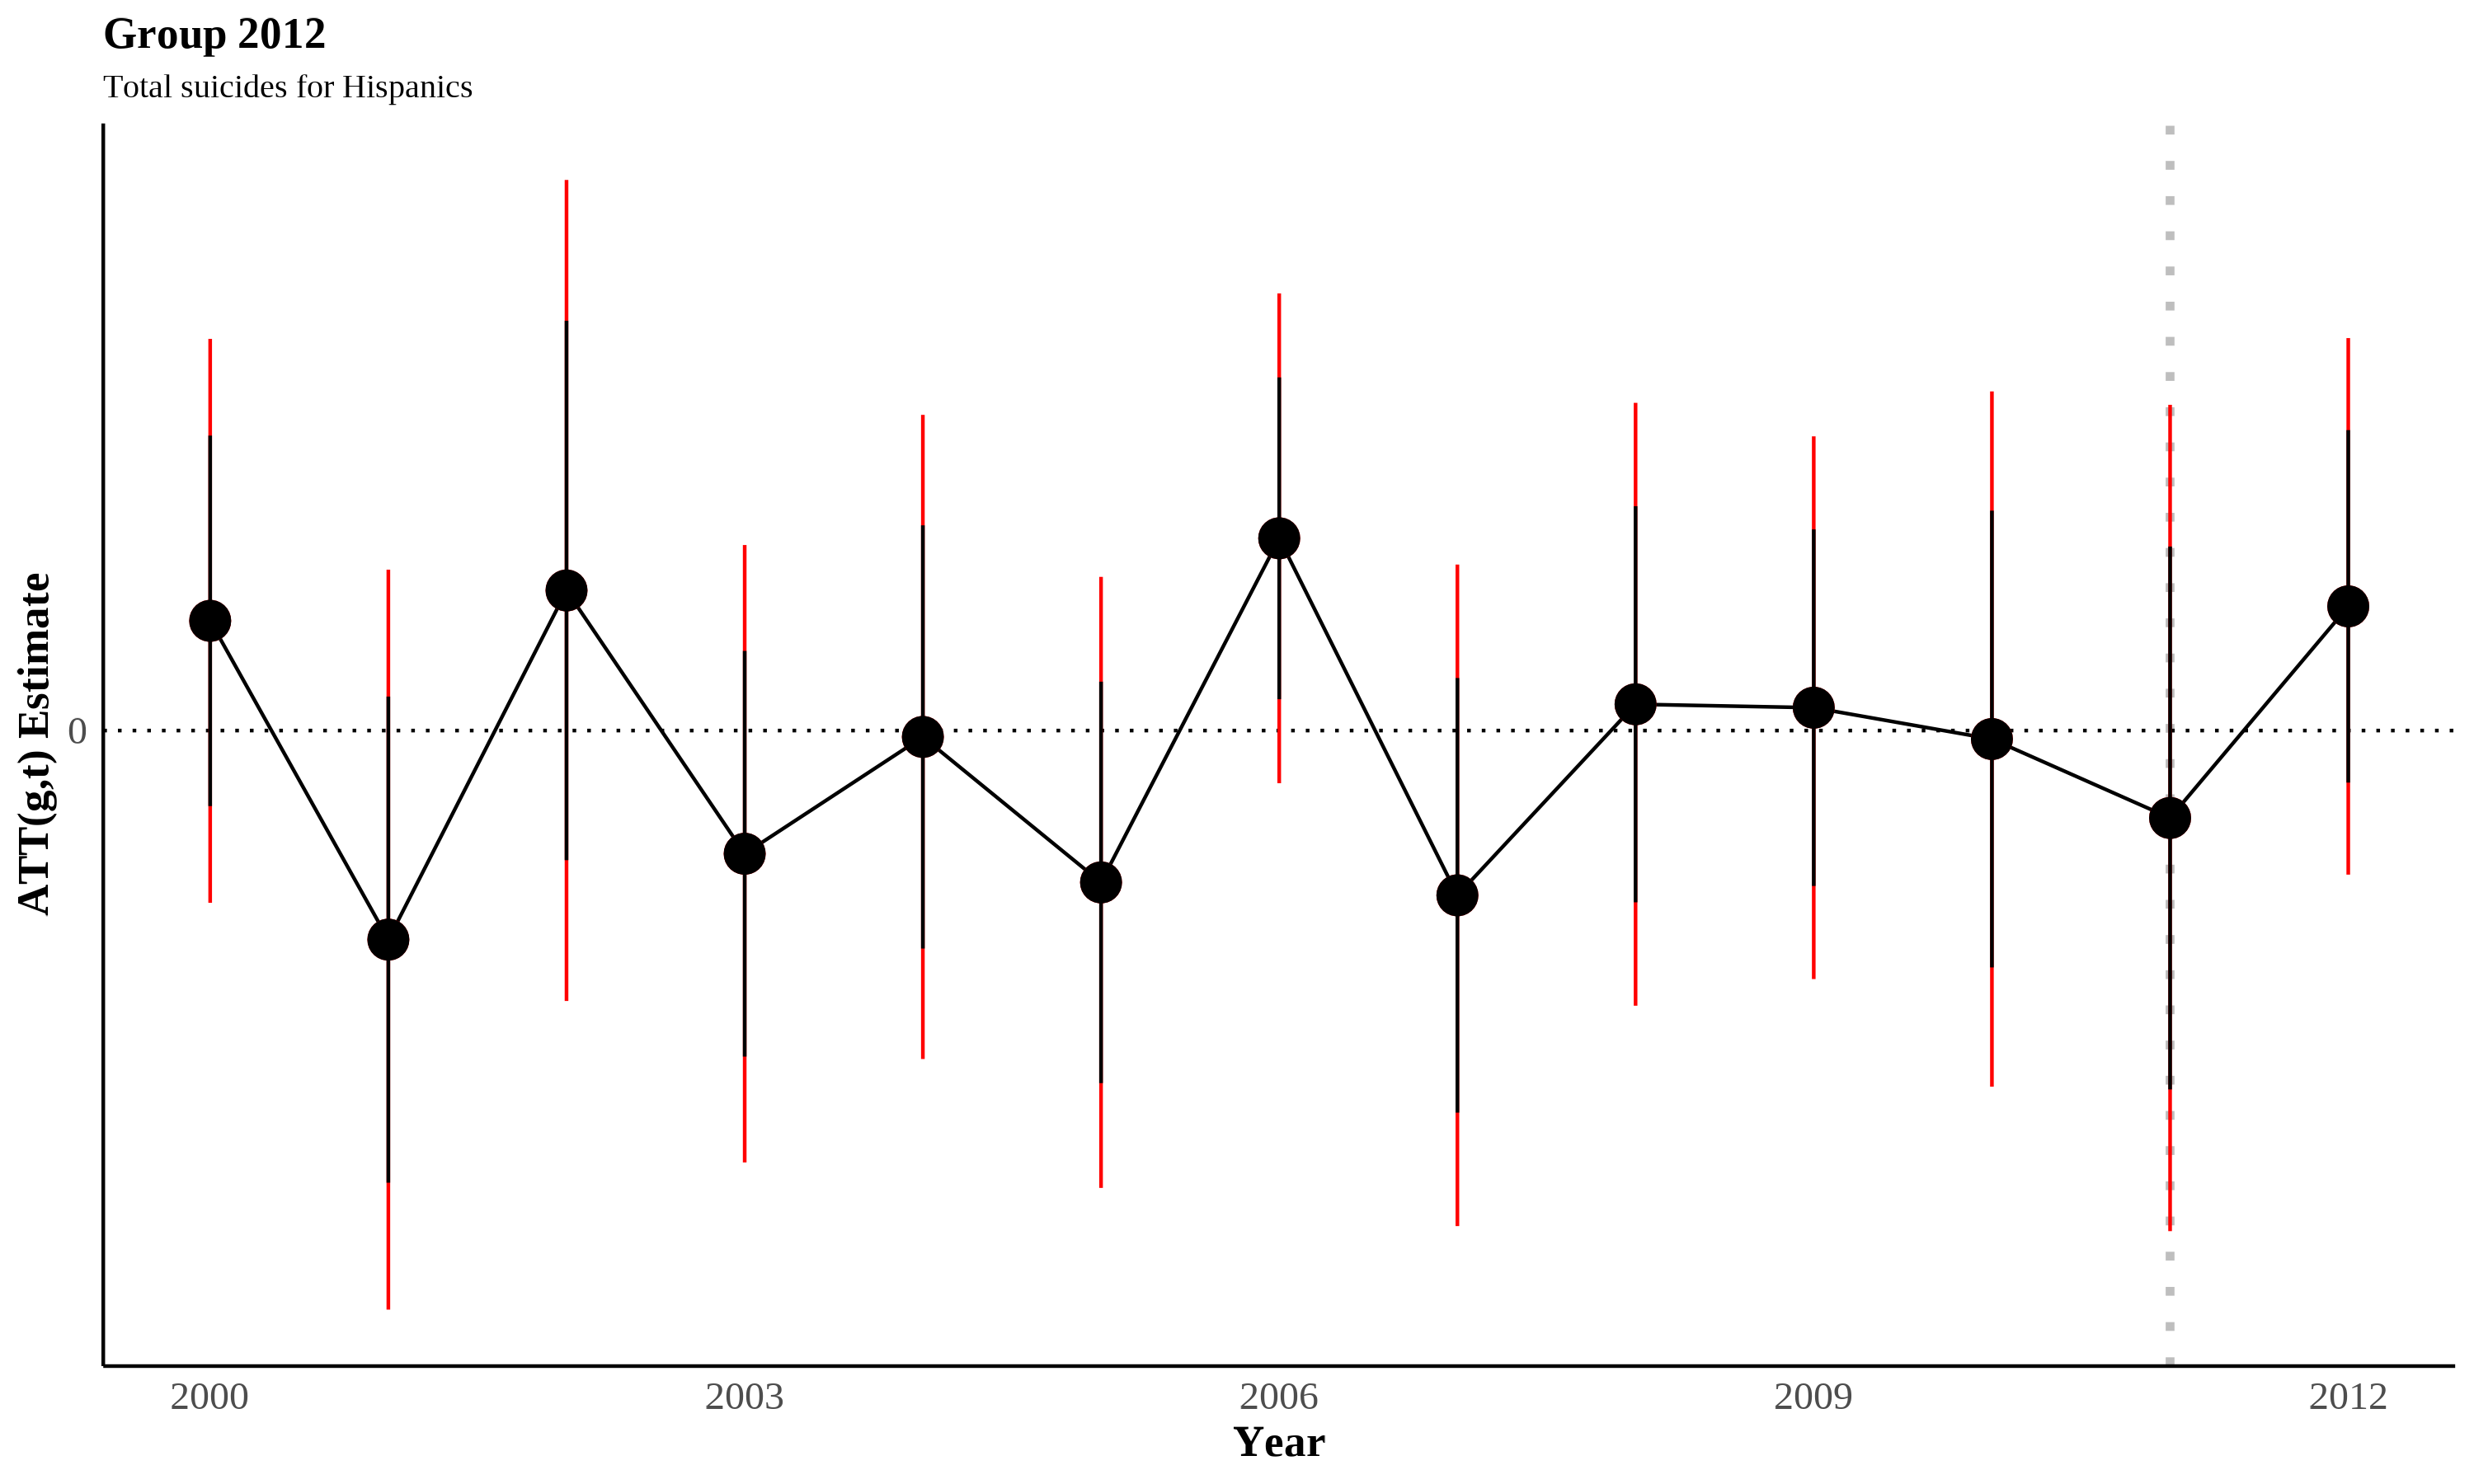 Group 2012
Total suicides for Hispanics
ATT(g,t) Estimate
0
2000 2003 2006 2009 2012
Year